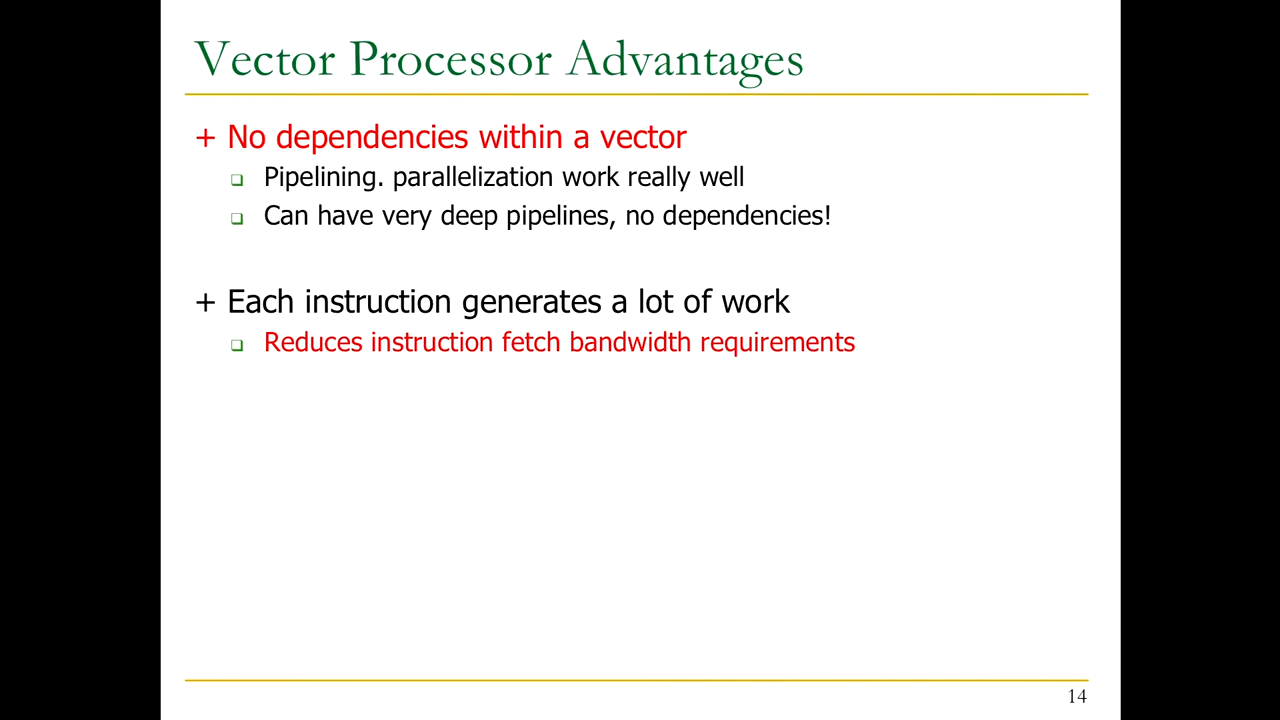 Vector Processor Advantages
+ No dependencies within a vector
❑ Pipelining. parallelization work really well
❑ Can have very deep pipelines, no dependencies!
+ Each instruction generates a lot of work
❑ Reduces instruction fetch bandwidth requirements
14